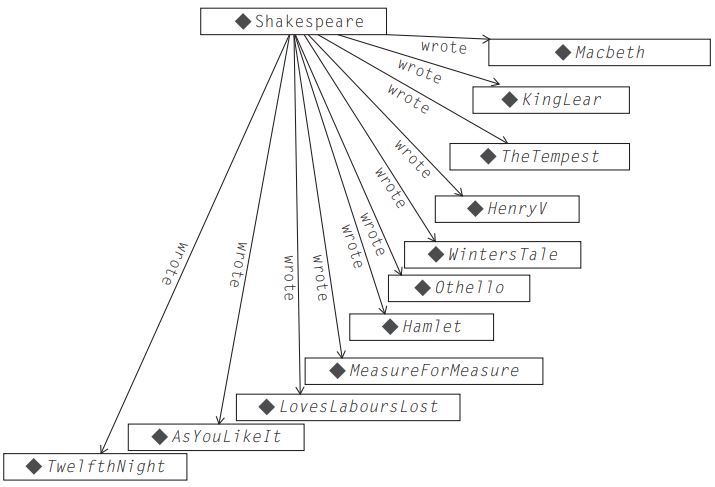 Shakespeare
wrote
Macbeth
wrote
KingLear
wrote
TheTempest
wrote
HenryV
wrote
WintersTale
wrote
Othello
wrote
Hamlet
wrote
MeasureForMeasure
wrote
LovesLaboursLost
wrote
AsYouLikeIt
wrote
TwelfthNight